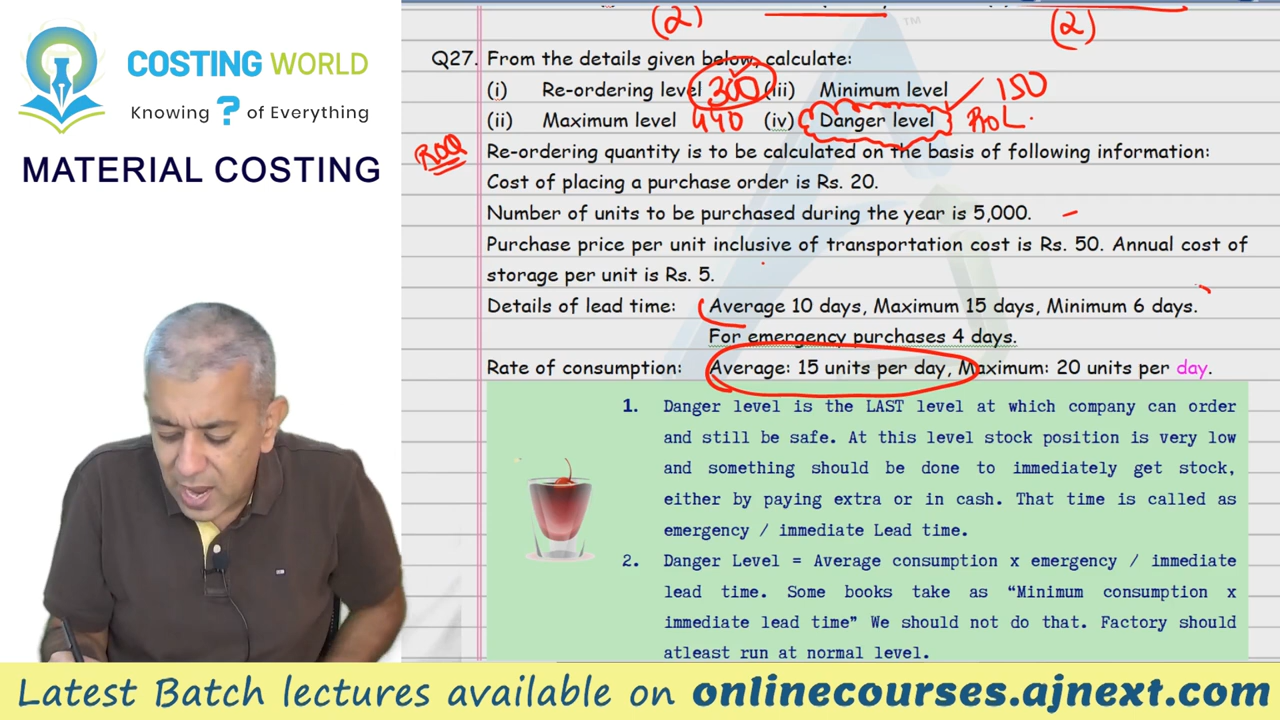 (2)
(2)
TM
COSTING WORLD
Knowing ? of Everything
MATERIAL COSTING
Q27. From the details given below, calculate:
(i) Re-ordering level 300 (iii) Minimum level 150
(ii) Maximum level 440 (iv) Danger level ROL.
ROQ
Re-ordering quantity is to be calculated on the basis of following information:
Cost of placing a purchase order is Rs. 20.
Number of units to be purchased during the year is 5,000.
Purchase price per unit inclusive of transportation cost is Rs. 50. Annual cost of
storage per unit is Rs. 5.
Details of lead time: Average 10 days, Maximum 15 days, Minimum 6 days.
For emergency purchases 4 days.
Rate of consumption: Average: 15 units per day, Maximum: 20 units per day.
1. Danger level is the LAST level at which company can order
and still be safe. At this level stock position is very low
and something should be done to immediately get stock,
either by paying extra or in cash. That time is called as
emergency / immediate Lead time.
2. Danger Level = Average consumption x emergency / immediate
lead time. Some books take as “Minimum consumption x
immediate lead time” We should not do that. Factory should
atleast run at normal level.
Latest Batch lectures available on onlinecourses.ajnext.com